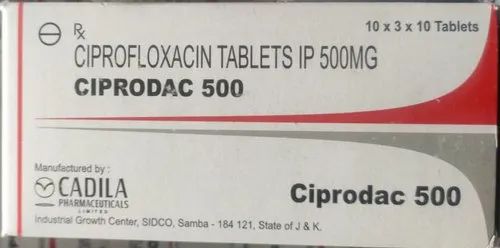 Rx
10 x 3 x 10 Tablets
CIPROFLOXACIN TABLETS IP 500MG
CIPRODAC 500
Manufactured by :
CADILA
PHARMACEUTICALS
LIMITED
Ciprodac 500
Industrial Growth Center, SIDCO, Samba - 184 121, State of J & K.